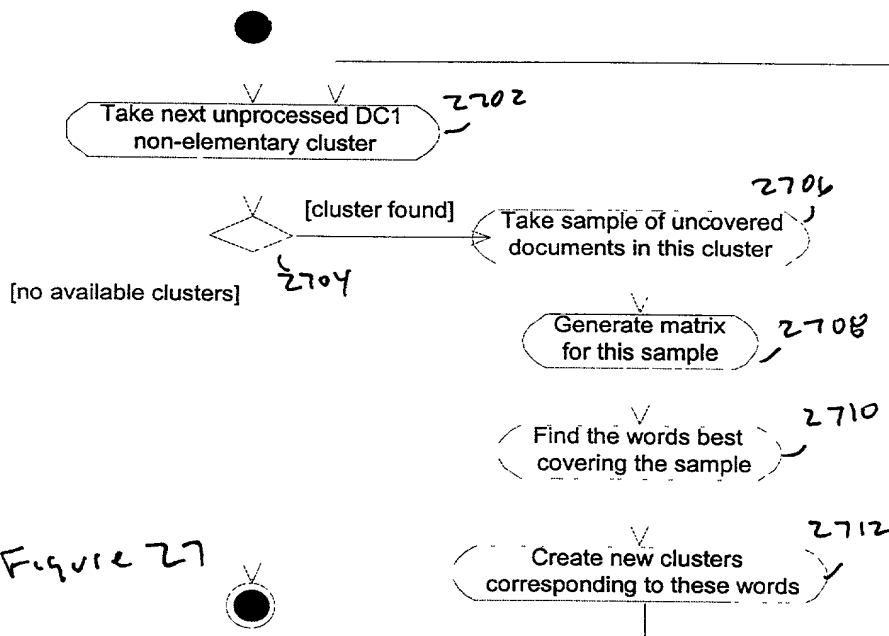 2702
Take next unprocessed DC1
non-elementary cluster
2706
[cluster found]
Take sample of uncovered
documents in this cluster
2704
[no available clusters]
Generate matrix
for this sample
2708
2710
Find the words best
covering the sample
2712
Create new clusters
corresponding to these words
Figure 27